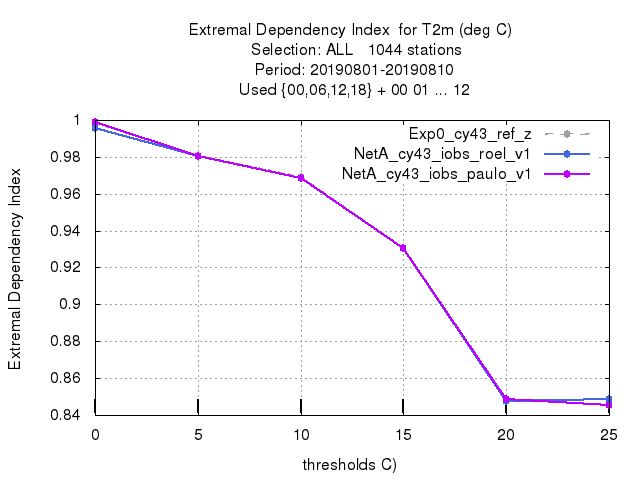 Extremal Dependency Index  for T2m (deg C)
Selection: ALL   1044 stations
Period: 20190801-20190810
Used {00,06,12,18} + 00 01 ... 12
Exp0_cy43_ref_z
NetA_cy43_iobs_roel_v1
NetA_cy43_iobs_paulo_v1
Extremal Dependency Index
1
0.98
0.96
0.94
0.92
0.9
0.88
0.86
0.84
0 5 10 15 20 25
thresholds C)